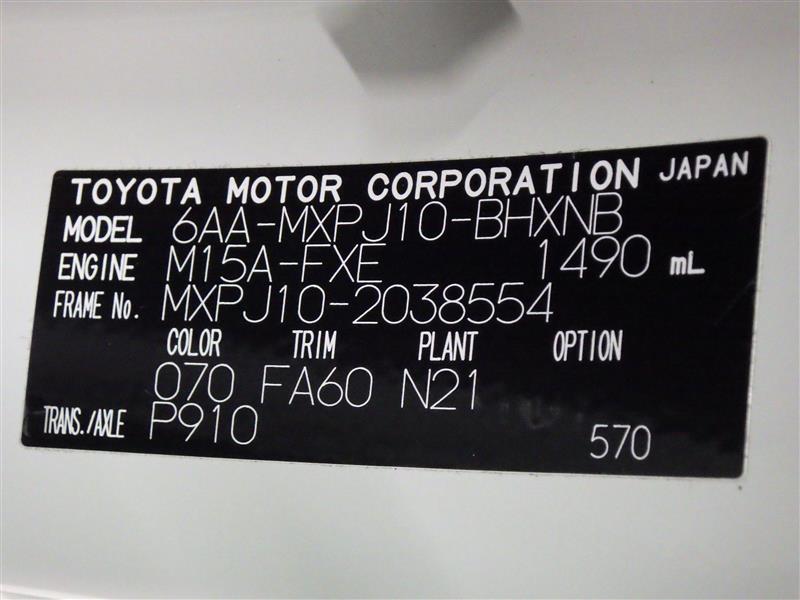 TOYOTA MOTOR CORPORATION JAPAN
MODEL 6AA-MXPJ10-BHXNB
ENGINE M15A-FXE 1490 mL
FRAME No. MXPJ10-2038554
COLOR TRIM PLANT OPTION
070 FA60 N21
TRANS./AXLE P910
570